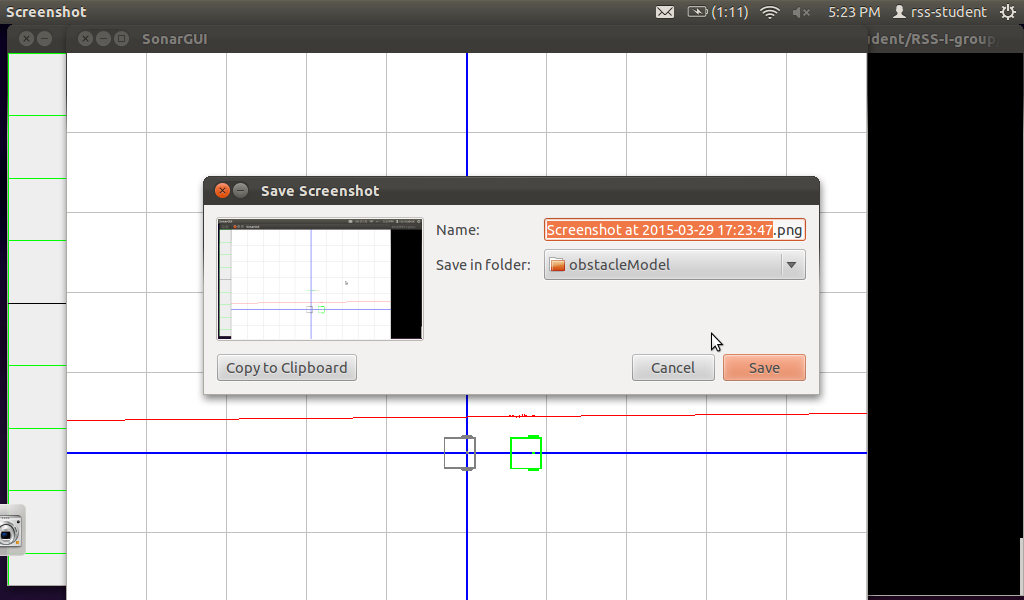 Screenshot
(1:11)
5:23 PM
rss-student
SonarGUI
dent/RSS-I-group
Save Screenshot
Name:
Screenshot at 2015-03-29 17:23:47.png
Save in folder:
obstacleModel
Copy to Clipboard
Cancel
Save